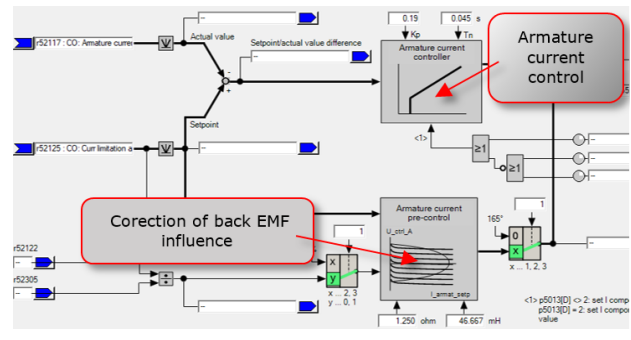 r52117 : CO: Armature curre
Actual value
Setpoint/actual value difference
0.19
0.045 s
Kp
Tn
Armature current
controller
Armature
current
control
-
+
Setpoint
<1>
≥1
≥1
r52125 : CO: Curr limitation a
Corection of back EMF
influence
Armature current
pre-control
U_ctrl_A
I_armat_setp
1
165°
0
x
x ... 1, 2, 3
r52122
r52305
1
x
y
x ... 2, 3
y ... 0, 1
1.250 ohm
46.667 mH
<1> p5013[D] <> 2: set I compo
p5013[D] = 2: set I compon
value